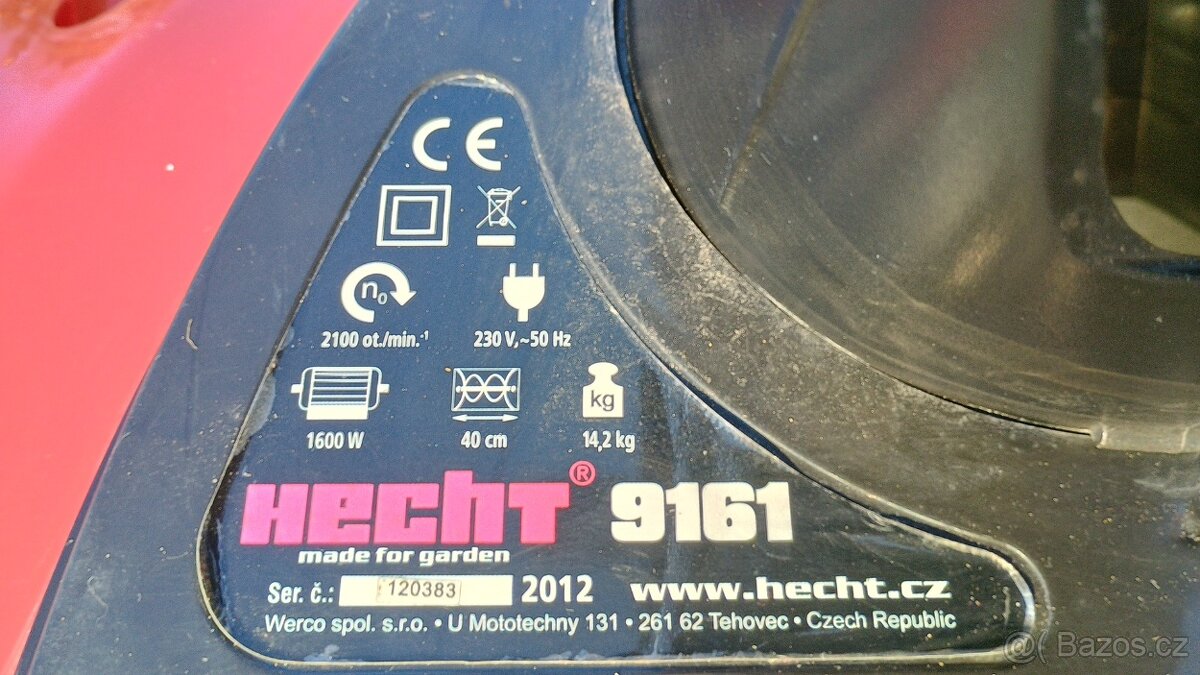 CE
n0
2100 ot./min.-1
230 V,~50 Hz
kg
1600 W
40 cm
14,2 kg
HECHT® 9161
made for garden
Ser. č.: 120383 2012 www.hecht.cz
Werco spol. s.r.o. • U Mototechny 131 • 261 62 Tehovec • Czech Republic
Bazos.cz